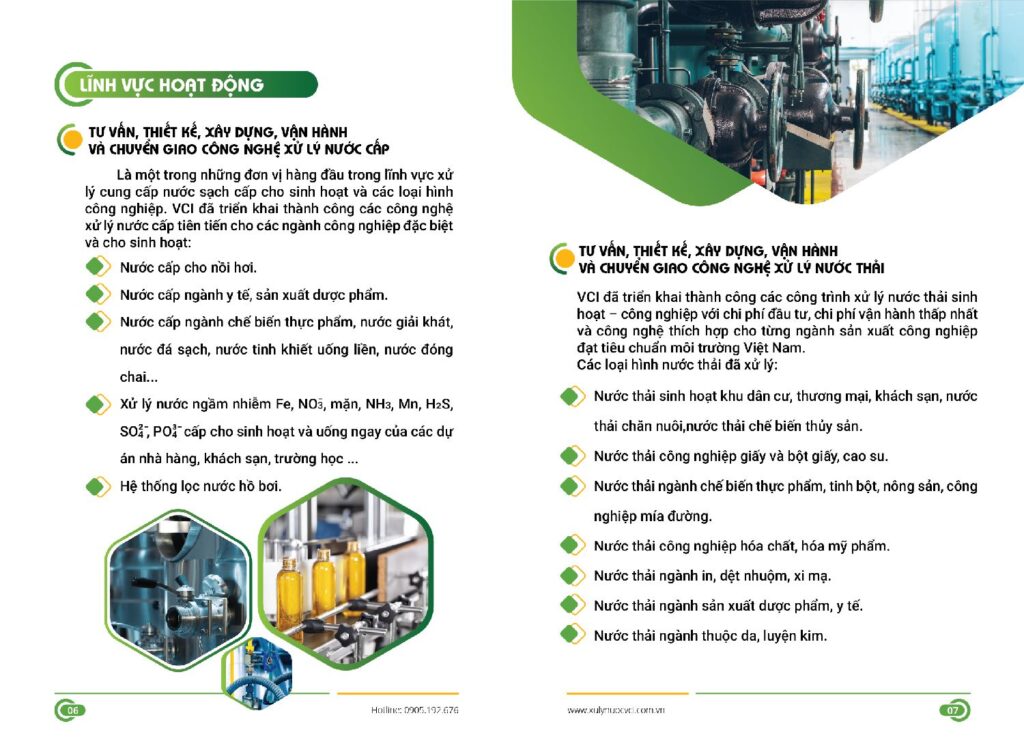 LĨNH VỰC HOẠT ĐỘNG
TƯ VẤN, THIẾT KẾ, XÂY DỰNG, VẬN HÀNH
VÀ CHUYỂN GIAO CÔNG NGHỆ XỬ LÝ NƯỚC CẤP
Là một trong những đơn vị hàng đầu trong lĩnh vực xử
lý cung cấp nước sạch cấp cho sinh hoạt và các loại hình
công nghiệp. VCI đã triển khai thành công các công nghệ
xử lý nước cấp tiên tiến cho các ngành công nghiệp đặc biệt
và cho sinh hoạt:
Nước cấp cho nồi hơi.
Nước cấp ngành y tế, sản xuất dược phẩm.
Nước cấp ngành chế biến thực phẩm, nước giải khát,
nước đá sạch, nước tinh khiết uống liền, nước đóng
chai...
Xử lý nước ngầm nhiễm Fe, NO₃⁻, mặn, NH₃, Mn, H₂S,
SO₄²⁻, PO₄³⁻ cấp cho sinh hoạt và uống ngay của các dự
án nhà hàng, khách sạn, trường học ...
Hệ thống lọc nước hồ bơi.
06
Hotline: 0905.192.676
TƯ VẤN, THIẾT KẾ, XÂY DỰNG, VẬN HÀNH
VÀ CHUYỂN GIAO CÔNG NGHỆ XỬ LÝ NƯỚC THẢI
VCI đã triển khai thành công các công trình xử lý nước thải sinh
hoạt – công nghiệp với chi phí đầu tư, chi phí vận hành thấp nhất
và công nghệ thích hợp cho từng ngành sản xuất công nghiệp
đạt tiêu chuẩn môi trường Việt Nam.
Các loại hình nước thải đã xử lý:
Nước thải sinh hoạt khu dân cư, thương mại, khách sạn, nước
thải chăn nuôi,nước thải chế biến thủy sản.
Nước thải công nghiệp giấy và bột giấy, cao su.
Nước thải ngành chế biến thực phẩm, tinh bột, nông sản, công
nghiệp mía đường.
Nước thải công nghiệp hóa chất, hóa mỹ phẩm.
Nước thải ngành in, dệt nhuộm, xi mạ.
Nước thải ngành sản xuất dược phẩm, y tế.
Nước thải ngành thuộc da, luyện kim.
www.xulynuocvci.com.vn
07